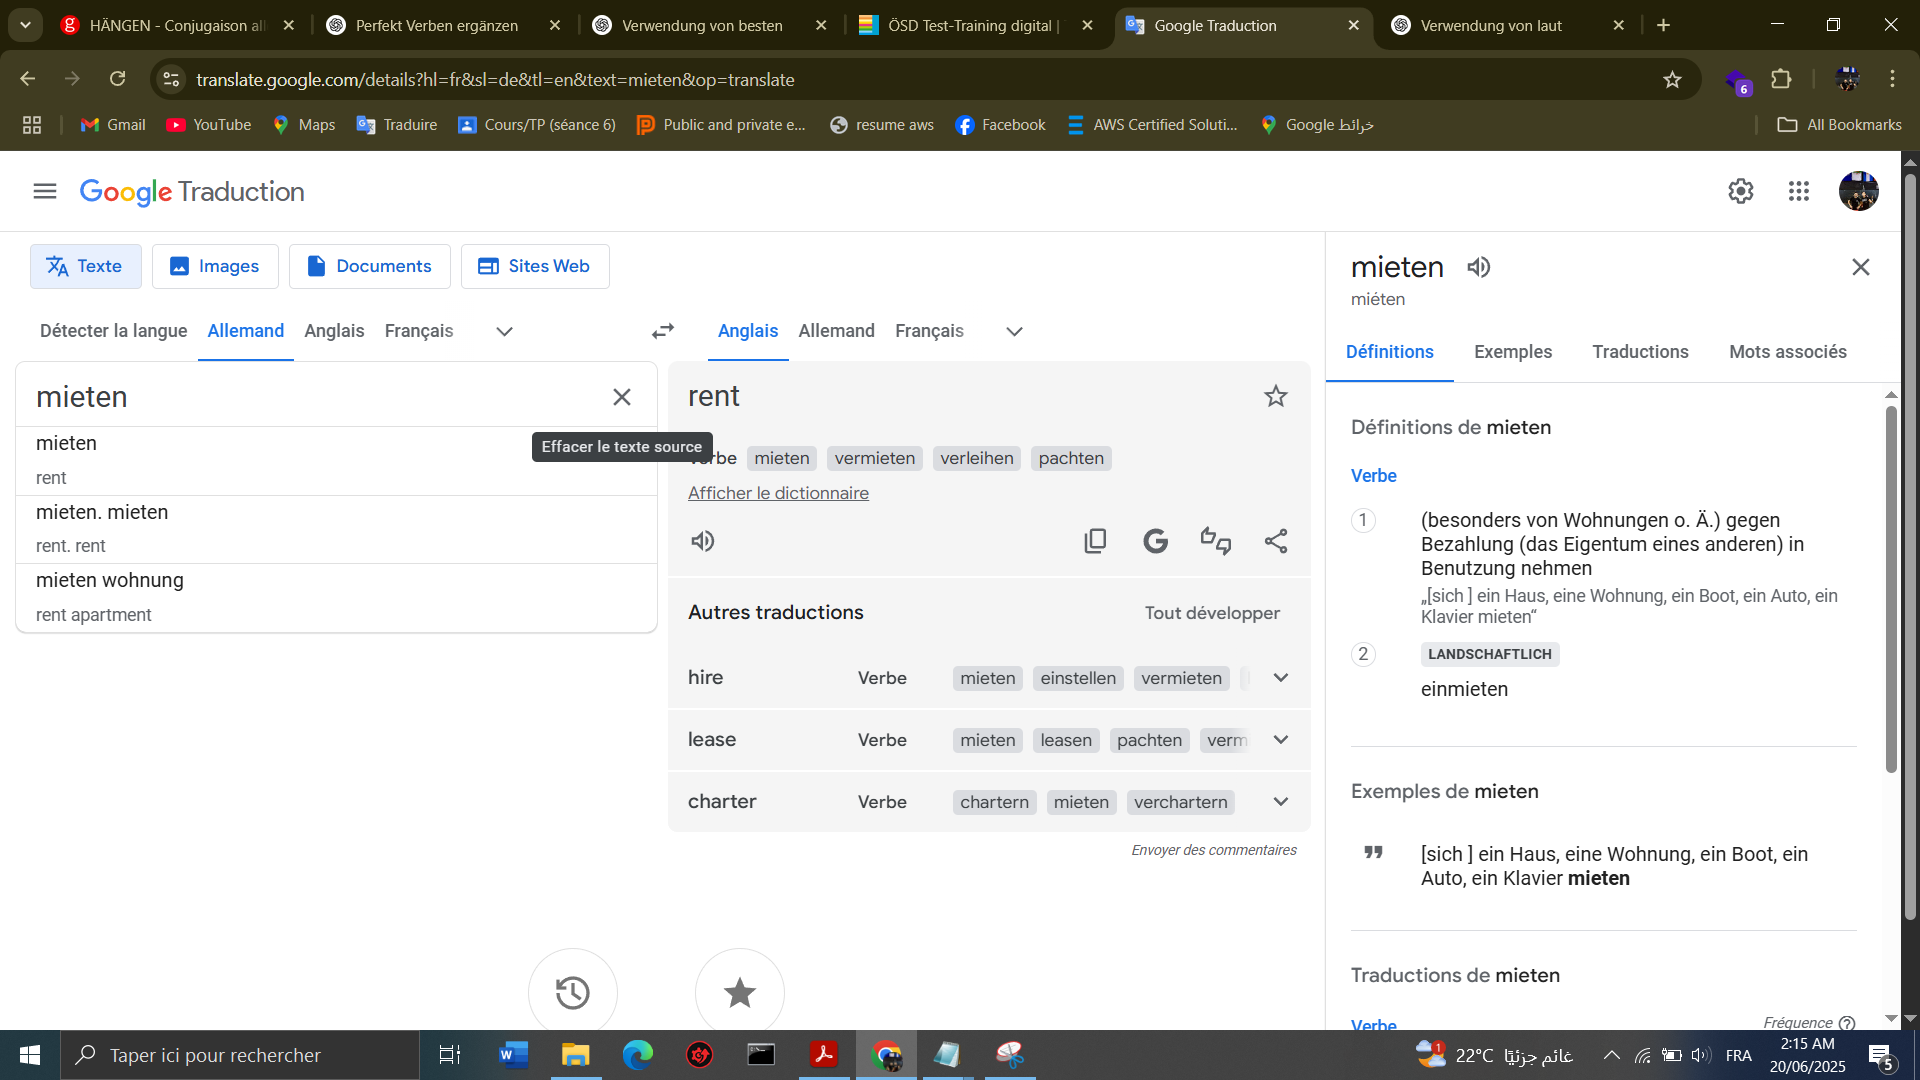 HÄNGEN - Conjugaison all
Perfekt Verben ergänzen
Verwendung von besten
ÖSD Test-Training digital |
Google Traduction
Verwendung von laut
translate.google.com/details?hl=fr&sl=de&tl=en&text=mieten&op=translate
6
Gmail
YouTube
Maps
Traduire
Cours/TP (séance 6)
Public and private e...
resume aws
Facebook
AWS Certified Soluti...
Google خرائط
All Bookmarks
Google Traduction
Texte
Images
Documents
Sites Web
Détecter la langue
Allemand
Anglais
Français
Anglais
Allemand
Français
mieten
mieten
rent
mieten. mieten
rent. rent
mieten wohnung
rent apartment
Effacer le texte source
rent
Verbe mieten vermieten verleihen pachten
Afficher le dictionnaire
Autres traductions
Tout développer
hire Verbe mieten einstellen vermieten
lease Verbe mieten leasen pachten verm
charter Verbe chartern mieten verchartern
Envoyer des commentaires
mieten
miéten
Définitions
Exemples
Traductions
Mots associés
Définitions de mieten
Verbe
1
(besonders von Wohnungen o. Ä.) gegen
Bezahlung (das Eigentum eines anderen) in
Benutzung nehmen
„[sich ] ein Haus, eine Wohnung, ein Boot, ein Auto, ein
Klavier mieten“
2
LANDSCHAFTLICH
einmieten
Exemples de mieten
[sich ] ein Haus, eine Wohnung, ein Boot, ein
Auto, ein Klavier mieten
Traductions de mieten
Verbe
Fréquence
Taper ici pour rechercher
1
22°C غائم جزئيًا
FRA
2:15 AM
20/06/2025
5